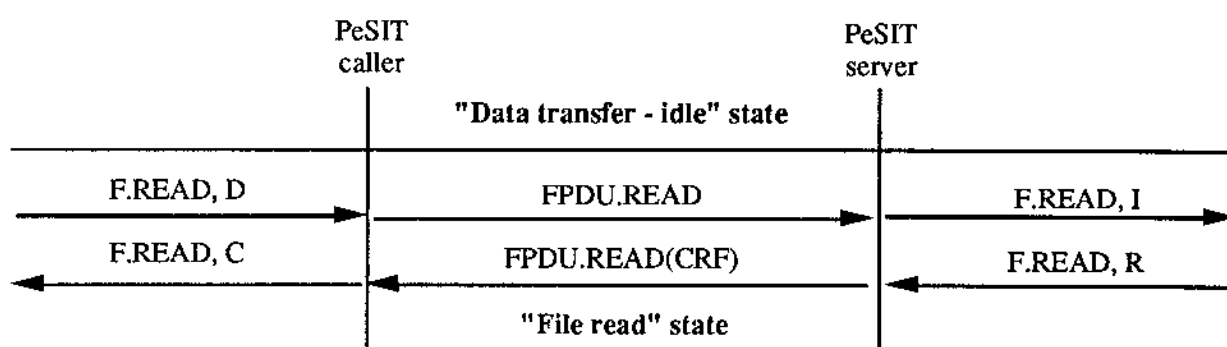 PeSIT
caller
PeSIT
server
"Data transfer - idle" state
F.READ, D
FPDU.READ
F.READ, I
F.READ, C
FPDU.READ(CRF)
F.READ, R
"File read" state